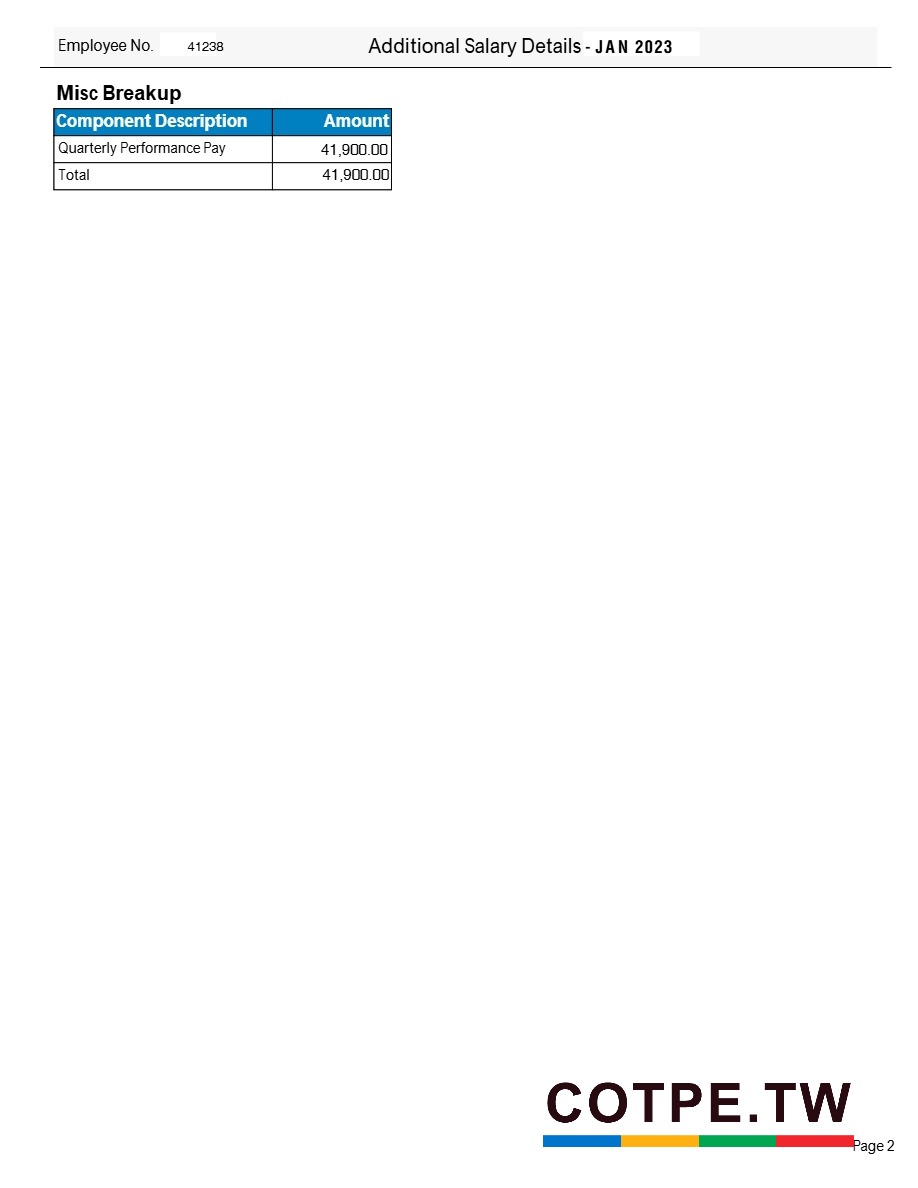 Employee No. 41238 Additional Salary Details - JAN 2023
Misc Breakup
Component Description Amount
Quarterly Performance Pay 41,900.00
Total 41,900.00
COTPE.TW
Page 2